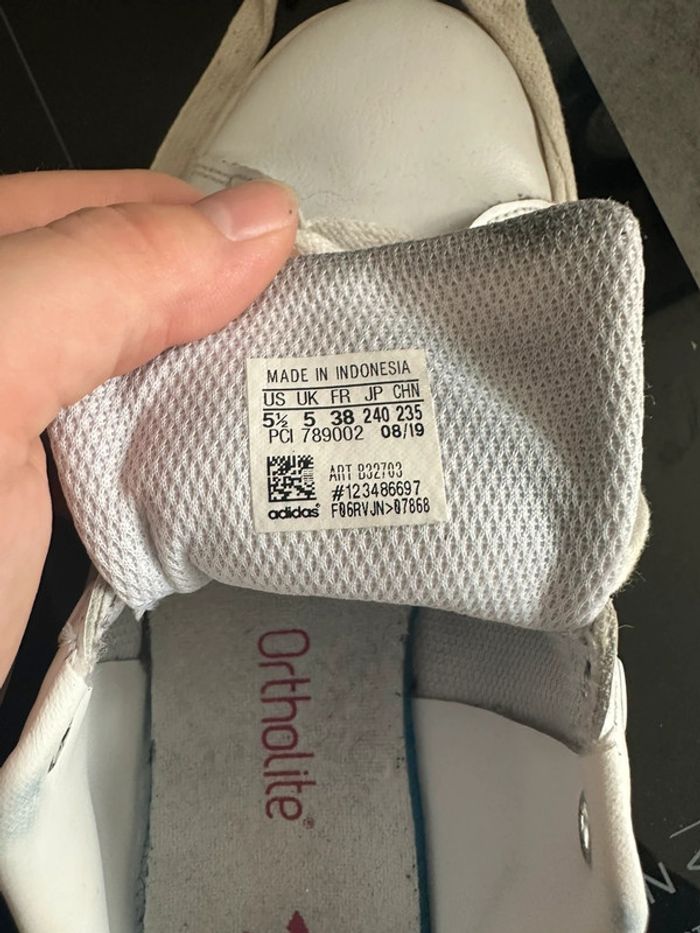 MADE IN INDONESIA
US UK FR JP CHN
5½ 5 38 240 235
PCI 789002 08/19
ART B32703
#123486697
adidas® F06RVJN>07868
Ortholite®